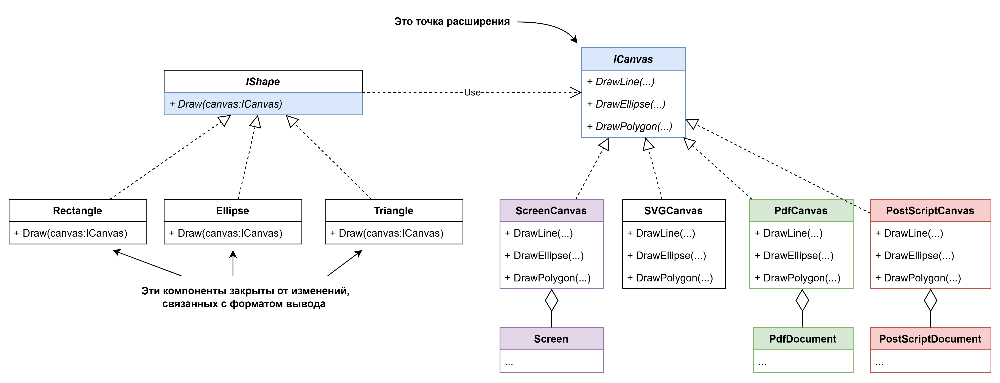 Это точка расширения
ICanvas
+ DrawLine(...)
+ DrawEllipse(...)
+ DrawPolygon(...)
IShape
+ Draw(canvas:ICanvas)
Use
Rectangle
+ Draw(canvas:ICanvas)
Ellipse
+ Draw(canvas:ICanvas)
Triangle
+ Draw(canvas:ICanvas)
Эти компоненты закрыты от изменений,
связанных с форматом вывода
ScreenCanvas
+ DrawLine(...)
+ DrawEllipse(...)
+ DrawPolygon(...)
SVGCanvas
+ DrawLine(...)
+ DrawEllipse(...)
+ DrawPolygon(...)
PdfCanvas
+ DrawLine(...)
+ DrawEllipse(...)
+ DrawPolygon(...)
PostScriptCanvas
+ DrawLine(...)
+ DrawEllipse(...)
+ DrawPolygon(...)
Screen
...
PdfDocument
...
PostScriptDocument
...